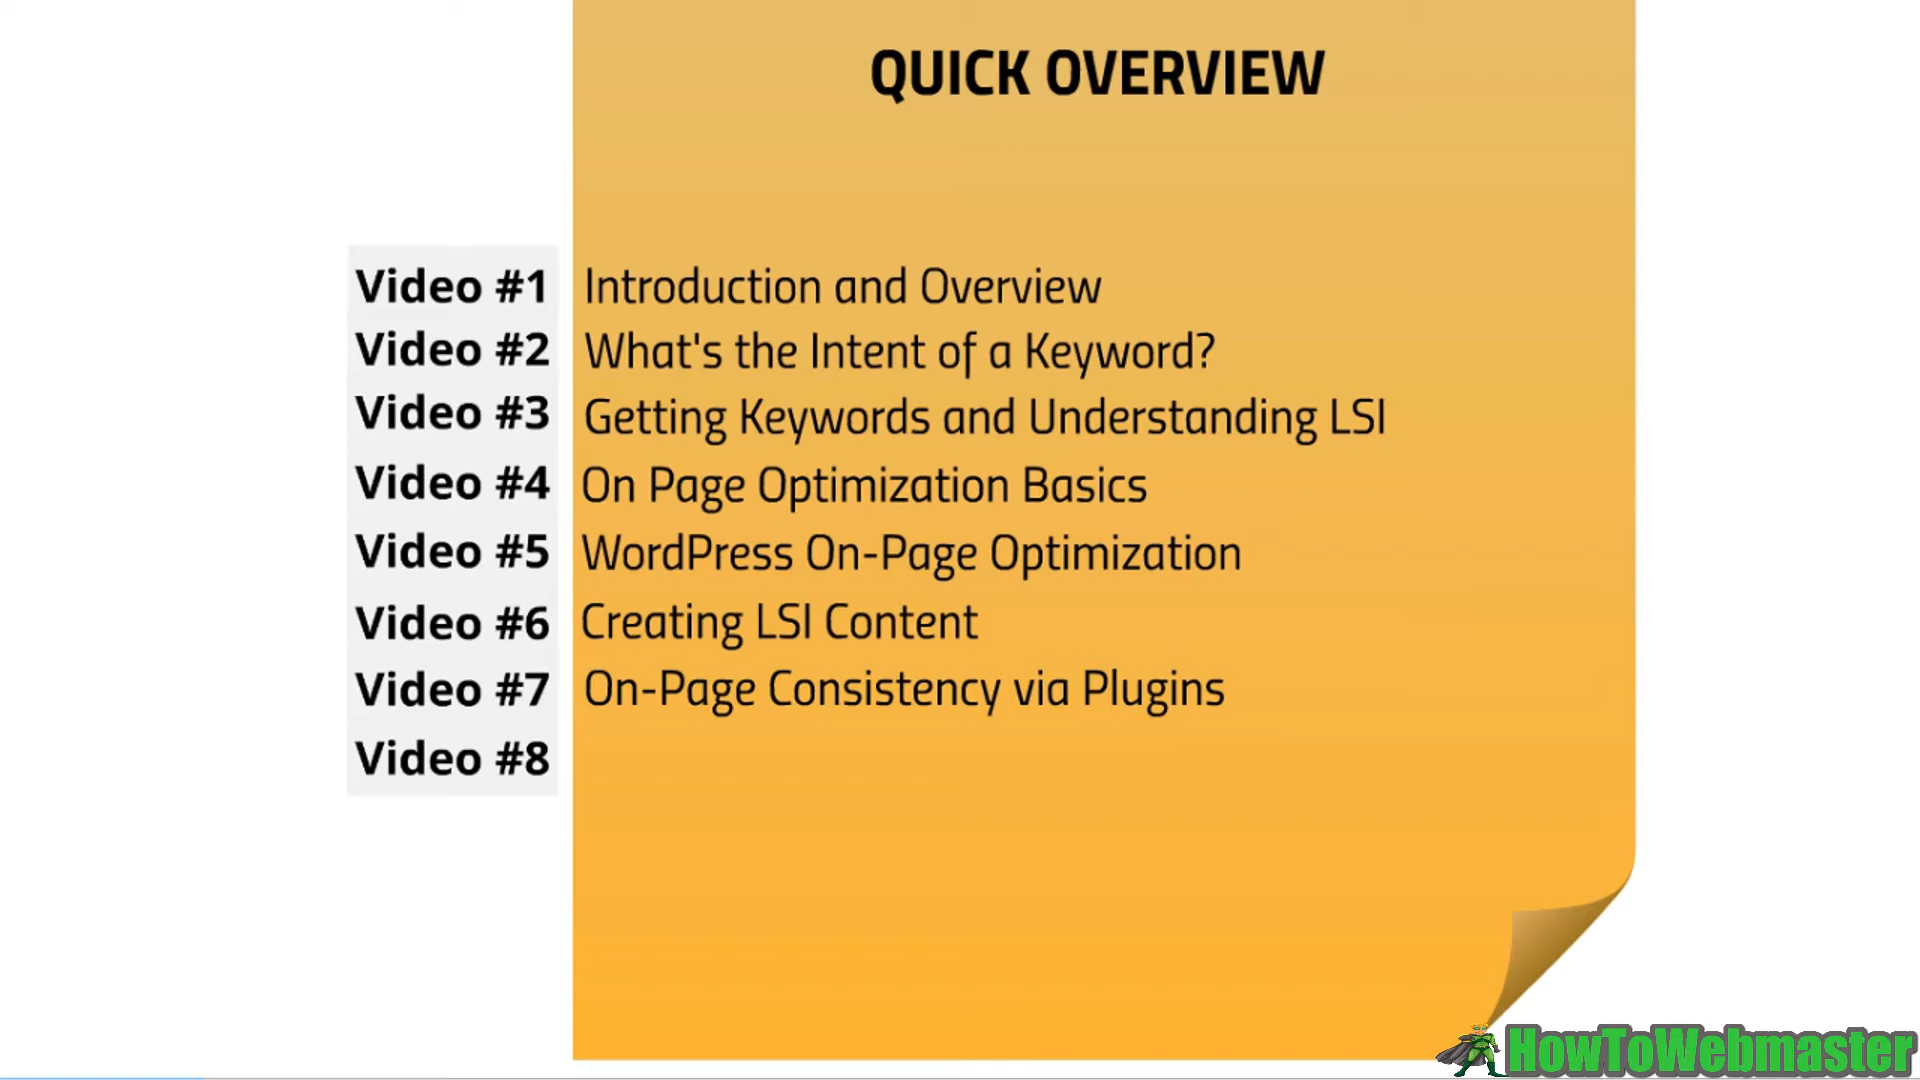 QUICK OVERVIEW
Video #1 Introduction and Overview
Video #2 What's the Intent of a Keyword?
Video #3 Getting Keywords and Understanding LSI
Video #4 On Page Optimization Basics
Video #5 WordPress On-Page Optimization
Video #6 Creating LSI Content
Video #7 On-Page Consistency via Plugins
Video #8
HowToWebmaster